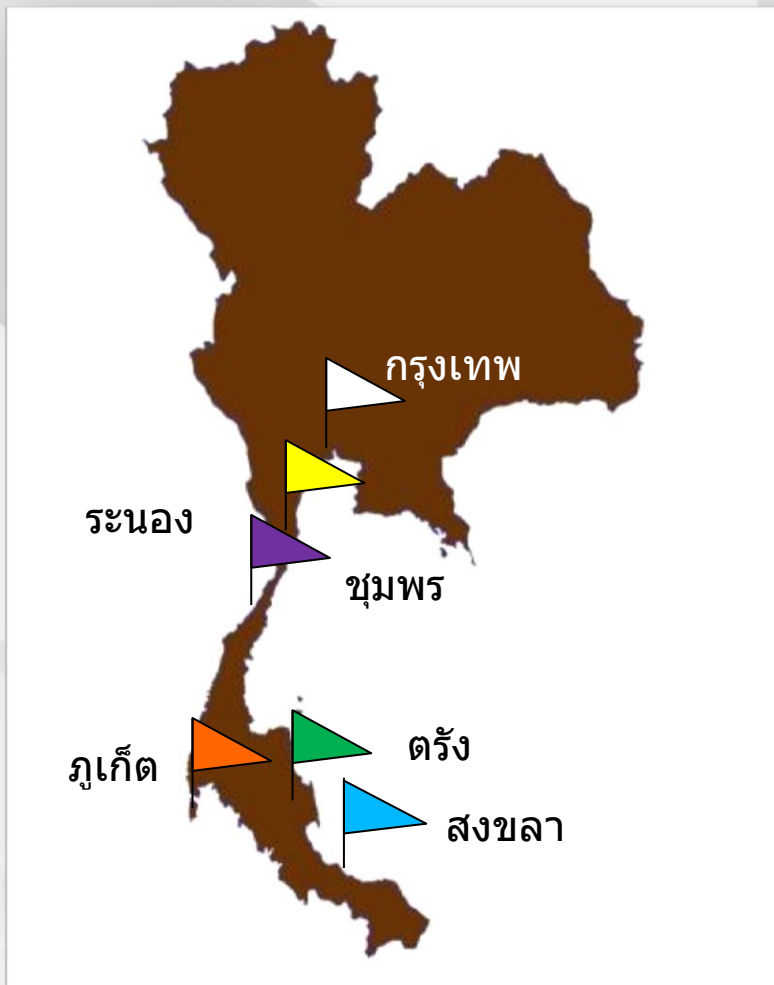 กรุงเทพ
ระนอง
ชุมพร
ภูเก็ต
ตรัง
สงขลา